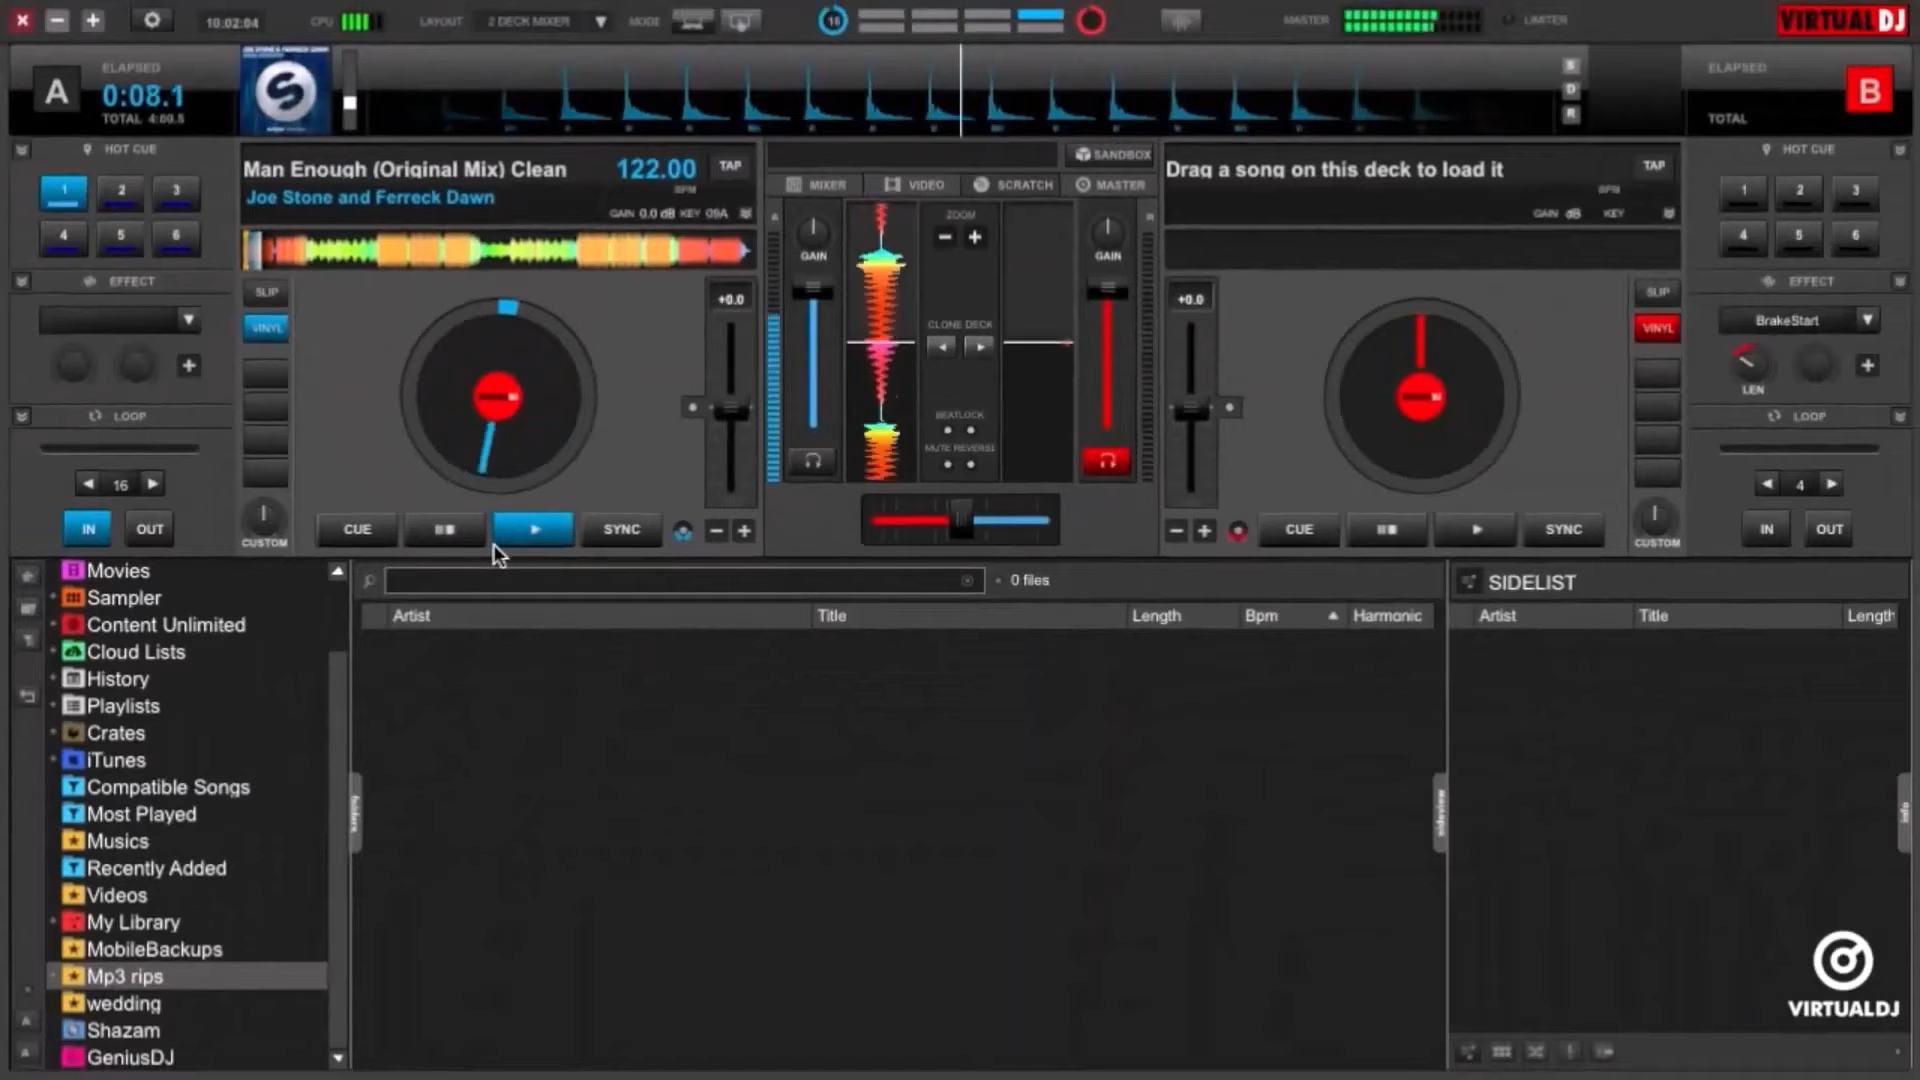 10:02:04
CPU
LAYOUT
2 DECK MIXER
MODE
16
MASTER
LIMITER
VIRTUAL DJ
A
ELAPSED
0:08.1
TOTAL 4:09.5
S
D
R
ELAPSED
TOTAL
B
HOT CUE
1
2
3
4
5
6
Man Enough (Original Mix) Clean
122.00
BPM
TAP
Joe Stone and Ferreck Dawn
GAIN 0.0 dB KEY 09A
SANDBOX
MIXER
VIDEO
SCRATCH
MASTER
Drag a song on this deck to load it
TAP
BPM
GAIN dB KEY
HOT CUE
1
2
3
4
5
6
EFFECT
SLIP
VINYL
+0.0
GAIN
ZOOM
GAIN
CLONE DECK
BEATLOCK
MUTE REVERSE
+0.0
SLIP
VINYL
EFFECT
BrakeStart
LEN
LOOP
16
IN
OUT
CUSTOM
CUE
SYNC
CUE
SYNC
CUSTOM
LOOP
4
IN
OUT
Movies
Sampler
Content Unlimited
Cloud Lists
History
Playlists
Crates
iTunes
Compatible Songs
Most Played
Musics
Recently Added
Videos
My Library
MobileBackups
Mp3 rips
wedding
Shazam
GeniusDJ
folders
0 files
Artist
Title
Length
Bpm
Harmonic
sideview
SIDELIST
Artist
Title
Length
info
VIRTUALDJ